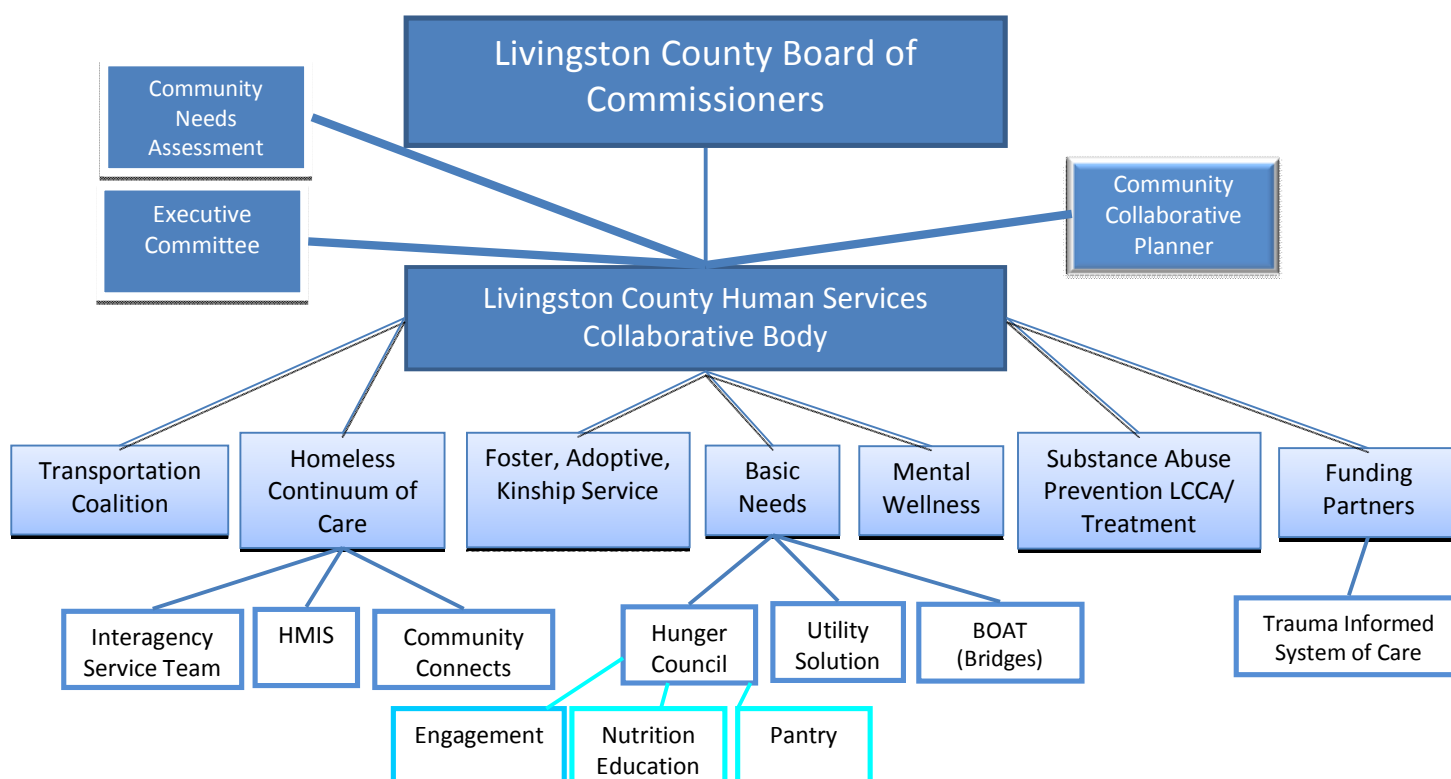 Livingston County Board of
Commissioners
Community
Needs
Assessment
Executive
Committee
Community
Collaborative
Planner
Livingston County Human Services
Collaborative Body
Transportation
Coalition
Homeless
Continuum of
Care
Foster, Adoptive,
Kinship Service
Basic
Needs
Mental
Wellness
Substance Abuse
Prevention LCCA/
Treatment
Funding
Partners
Interagency
Service Team
HMIS
Community
Connects
Hunger
Council
Utility
Solution
BOAT
(Bridges)
Trauma Informed
System of Care
Engagement
Nutrition
Education
Pantry